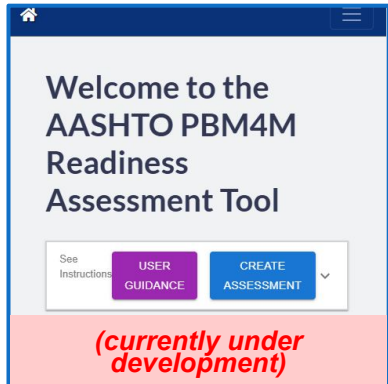 Welcome to the
AASHTO PBM4M
Readiness
Assessment Tool
See
Instructions
USER
GUIDANCE
CREATE
ASSESSMENT
(currently under
development)